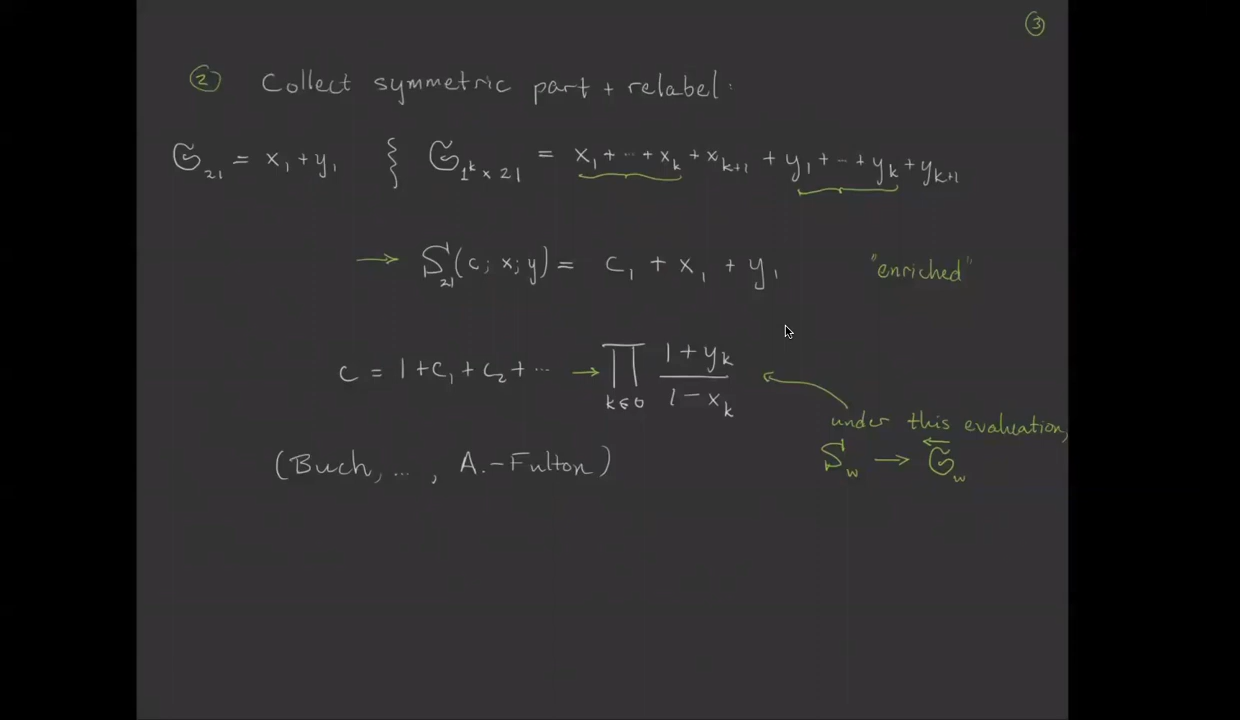 ③
② Collect symmetric part + relabel:
𝔖₂₁ = x₁ + y₁ 𝔖_{1^k × 21} = x₁ + ··· + x_k + x_{k+1} + y₁ + ··· + y_k + y_{k+1}
→ S₂₁(c; x; y) = c₁ + x₁ + y₁ "enriched"
c = 1 + c₁ + c₂ + ··· → ∏_{k≤0} (1 + y_k)/(1 − x_k)
under this evaluation,
S_w → 𝔖⃖_w
(Buch, ..., A.-Fulton)